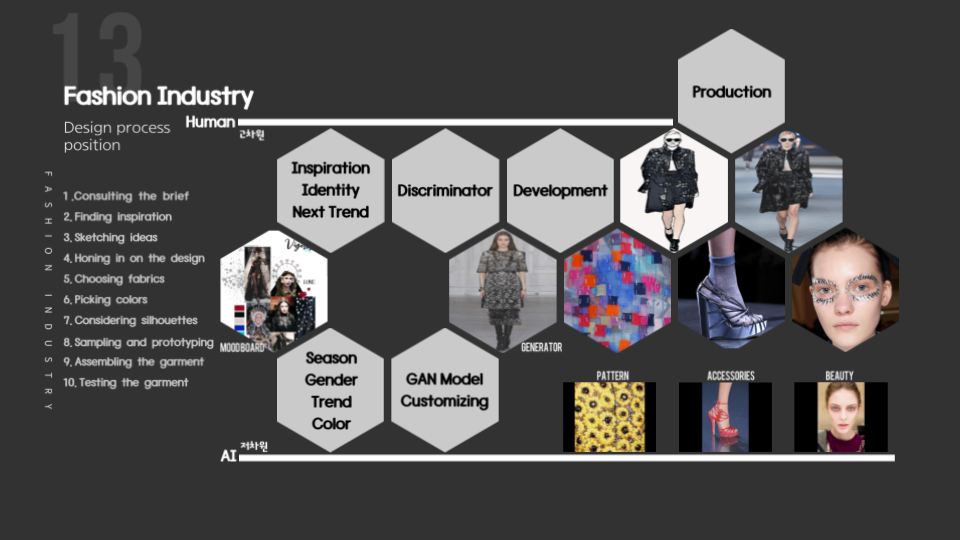 13
Fashion Industry
Design process
position
Human
고차원
FASHION INDUSTRY
1 .Consulting the brief
2. Finding inspiration
3. Sketching ideas
4. Honing in on the design
5. Choosing fabrics
6. Picking colors
7. Considering silhouettes
8. Sampling and prototyping
9. Assembling the garment
10. Testing the garment
Production
Inspiration
Identity
Next Trend
Discriminator
Development
MOODBOARD
GENERATOR
Season
Gender
Trend
Color
GAN Model
Customizing
PATTERN
ACCESSORIES
BEAUTY
저차원
AI